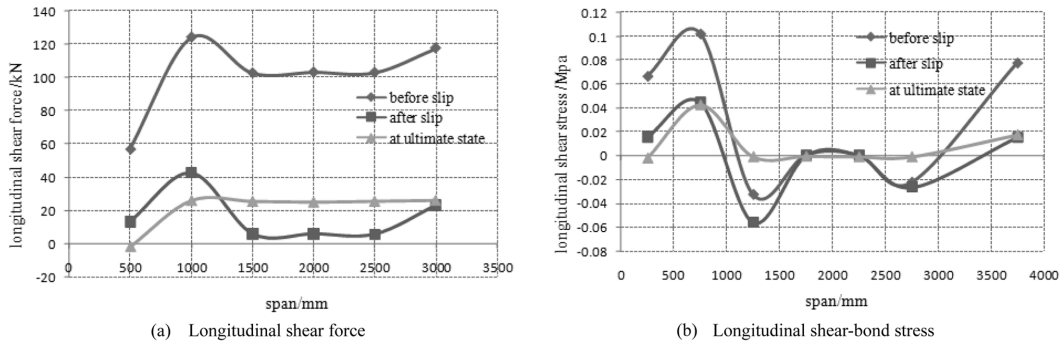 longitudinal shear force/kN
140
120
100
80
60
40
20
0
-20
0 500 1000 1500 2000 2500 3000 3500
span/mm
before slip
after slip
at ultimate state
(a) Longitudinal shear force
longitudinal shear stress /Mpa
0.12
0.1
0.08
0.06
0.04
0.02
0
-0.02
-0.04
-0.06
-0.08
0 500 1000 1500 2000 2500 3000 3500 4000
span/mm
before slip
after slip
at ultimate state
(b) Longitudinal shear-bond stress